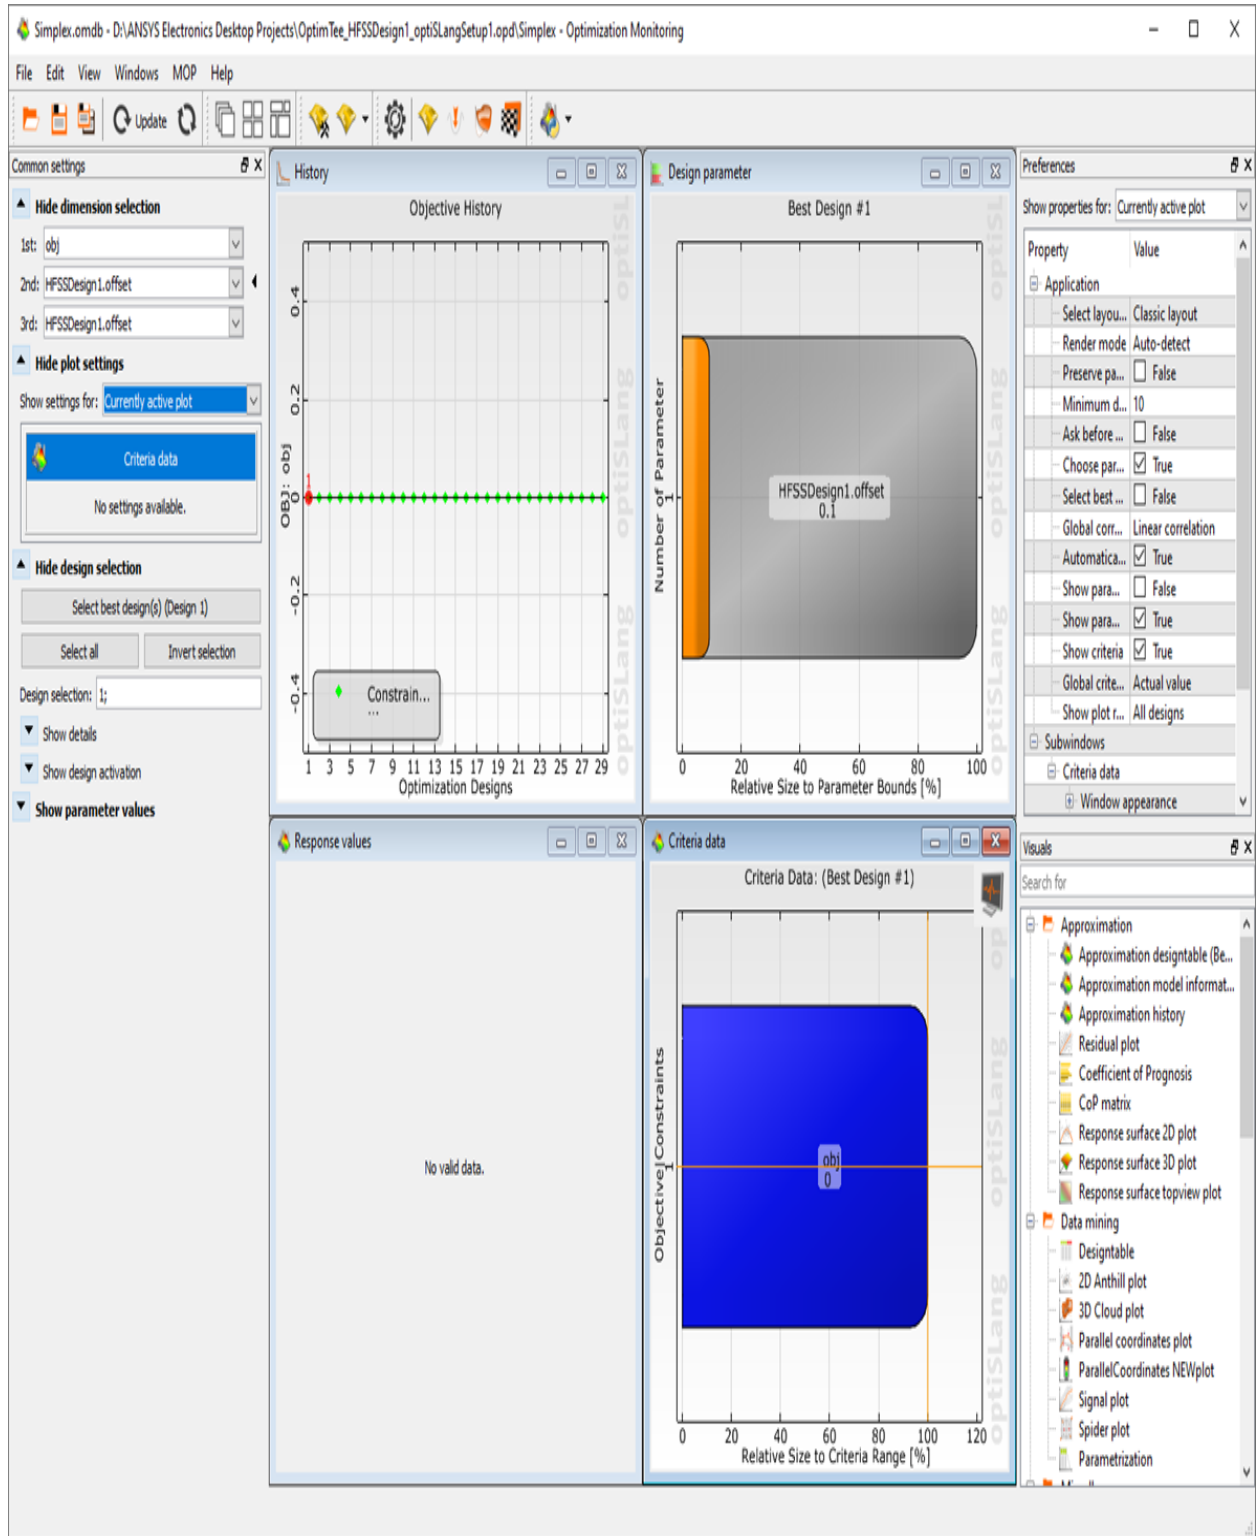 Simplex.omdb - D:\ANSYS Electronics Desktop Projects\OptimTee_HFSSDesign1_optiSLangSetup1.opd\Simplex - Optimization Monitoring
File Edit View Windows MOP Help
Update
Common settings
Hide dimension selection
1st: obj
2nd: HFSSDesign1.offset
3rd: HFSSDesign1.offset
Hide plot settings
Show settings for: Currently active plot
Criteria data
No settings available.
Hide design selection
Select best design(s) (Design 1)
Select all Invert selection
Design selection: 1;
Show details
Show design activation
Show parameter values
History
Objective History
OBJ: obj
0.4
0.2
0
-0.2
-0.4
1
Constrain...
...
1 3 5 7 9 11 13 15 17 19 21 23 25 27 29
Optimization Designs
optiSLang optiSLang optiSL
Design parameter
Best Design #1
Number of Parameter
1
HFSSDesign1.offset
0.1
0 20 40 60 80 100
Relative Size to Parameter Bounds [%]
optiSLang optiSLang optiSL
Response values
No valid data.
Criteria data
Criteria Data: (Best Design #1)
Objective|Constraints
1
obj
0
0 20 40 60 80 100 120
Relative Size to Criteria Range [%]
optiSLang optiSLang op
Preferences
Show properties for: Currently active plot
Property Value
Application
Select layou... Classic layout
Render mode Auto-detect
Preserve pa... False
Minimum d... 10
Ask before ... False
Choose par... True
Select best ... False
Global corr... Linear correlation
Automatica... True
Show para... False
Show para... True
Show criteria True
Global crite... Actual value
Show plot r... All designs
Subwindows
Criteria data
Window appearance
Visuals
Search for
Approximation
Approximation designtable (Be...
Approximation model informat...
Approximation history
Residual plot
Coefficient of Prognosis
CoP matrix
Response surface 2D plot
Response surface 3D plot
Response surface topview plot
Data mining
Designtable
2D Anthill plot
3D Cloud plot
Parallel coordinates plot
ParallelCoordinates NEWplot
Signal plot
Spider plot
Parametrization